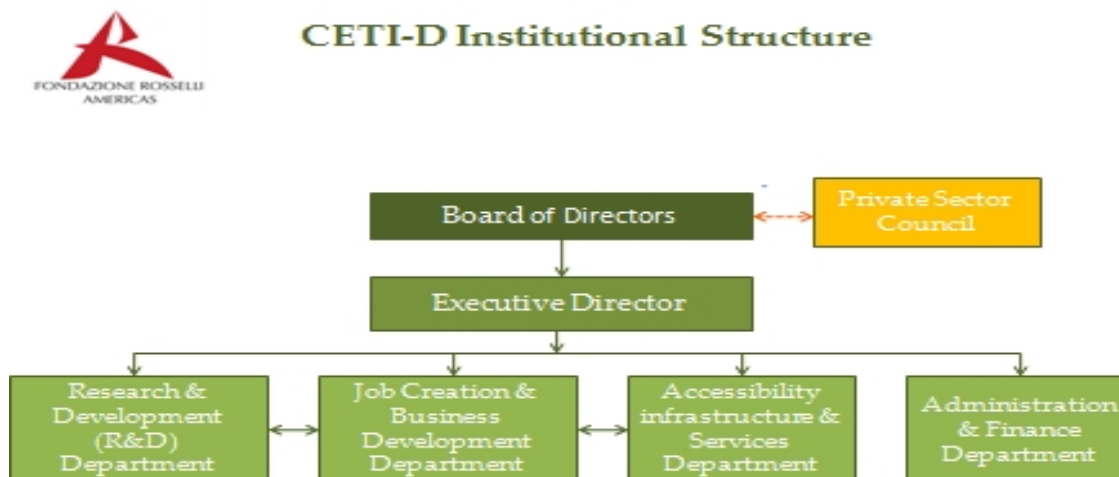 CETI-D Institutional Structure
FONDAZIONE ROSSELLI
AMERICAS
Board of Directors
Private Sector
Council
Executive Director
Research &
Development
(R&D)
Department
Job Creation &
Business
Development
Department
Accessibility
infrastructure &
Services
Department
Administration
& Finance
Department